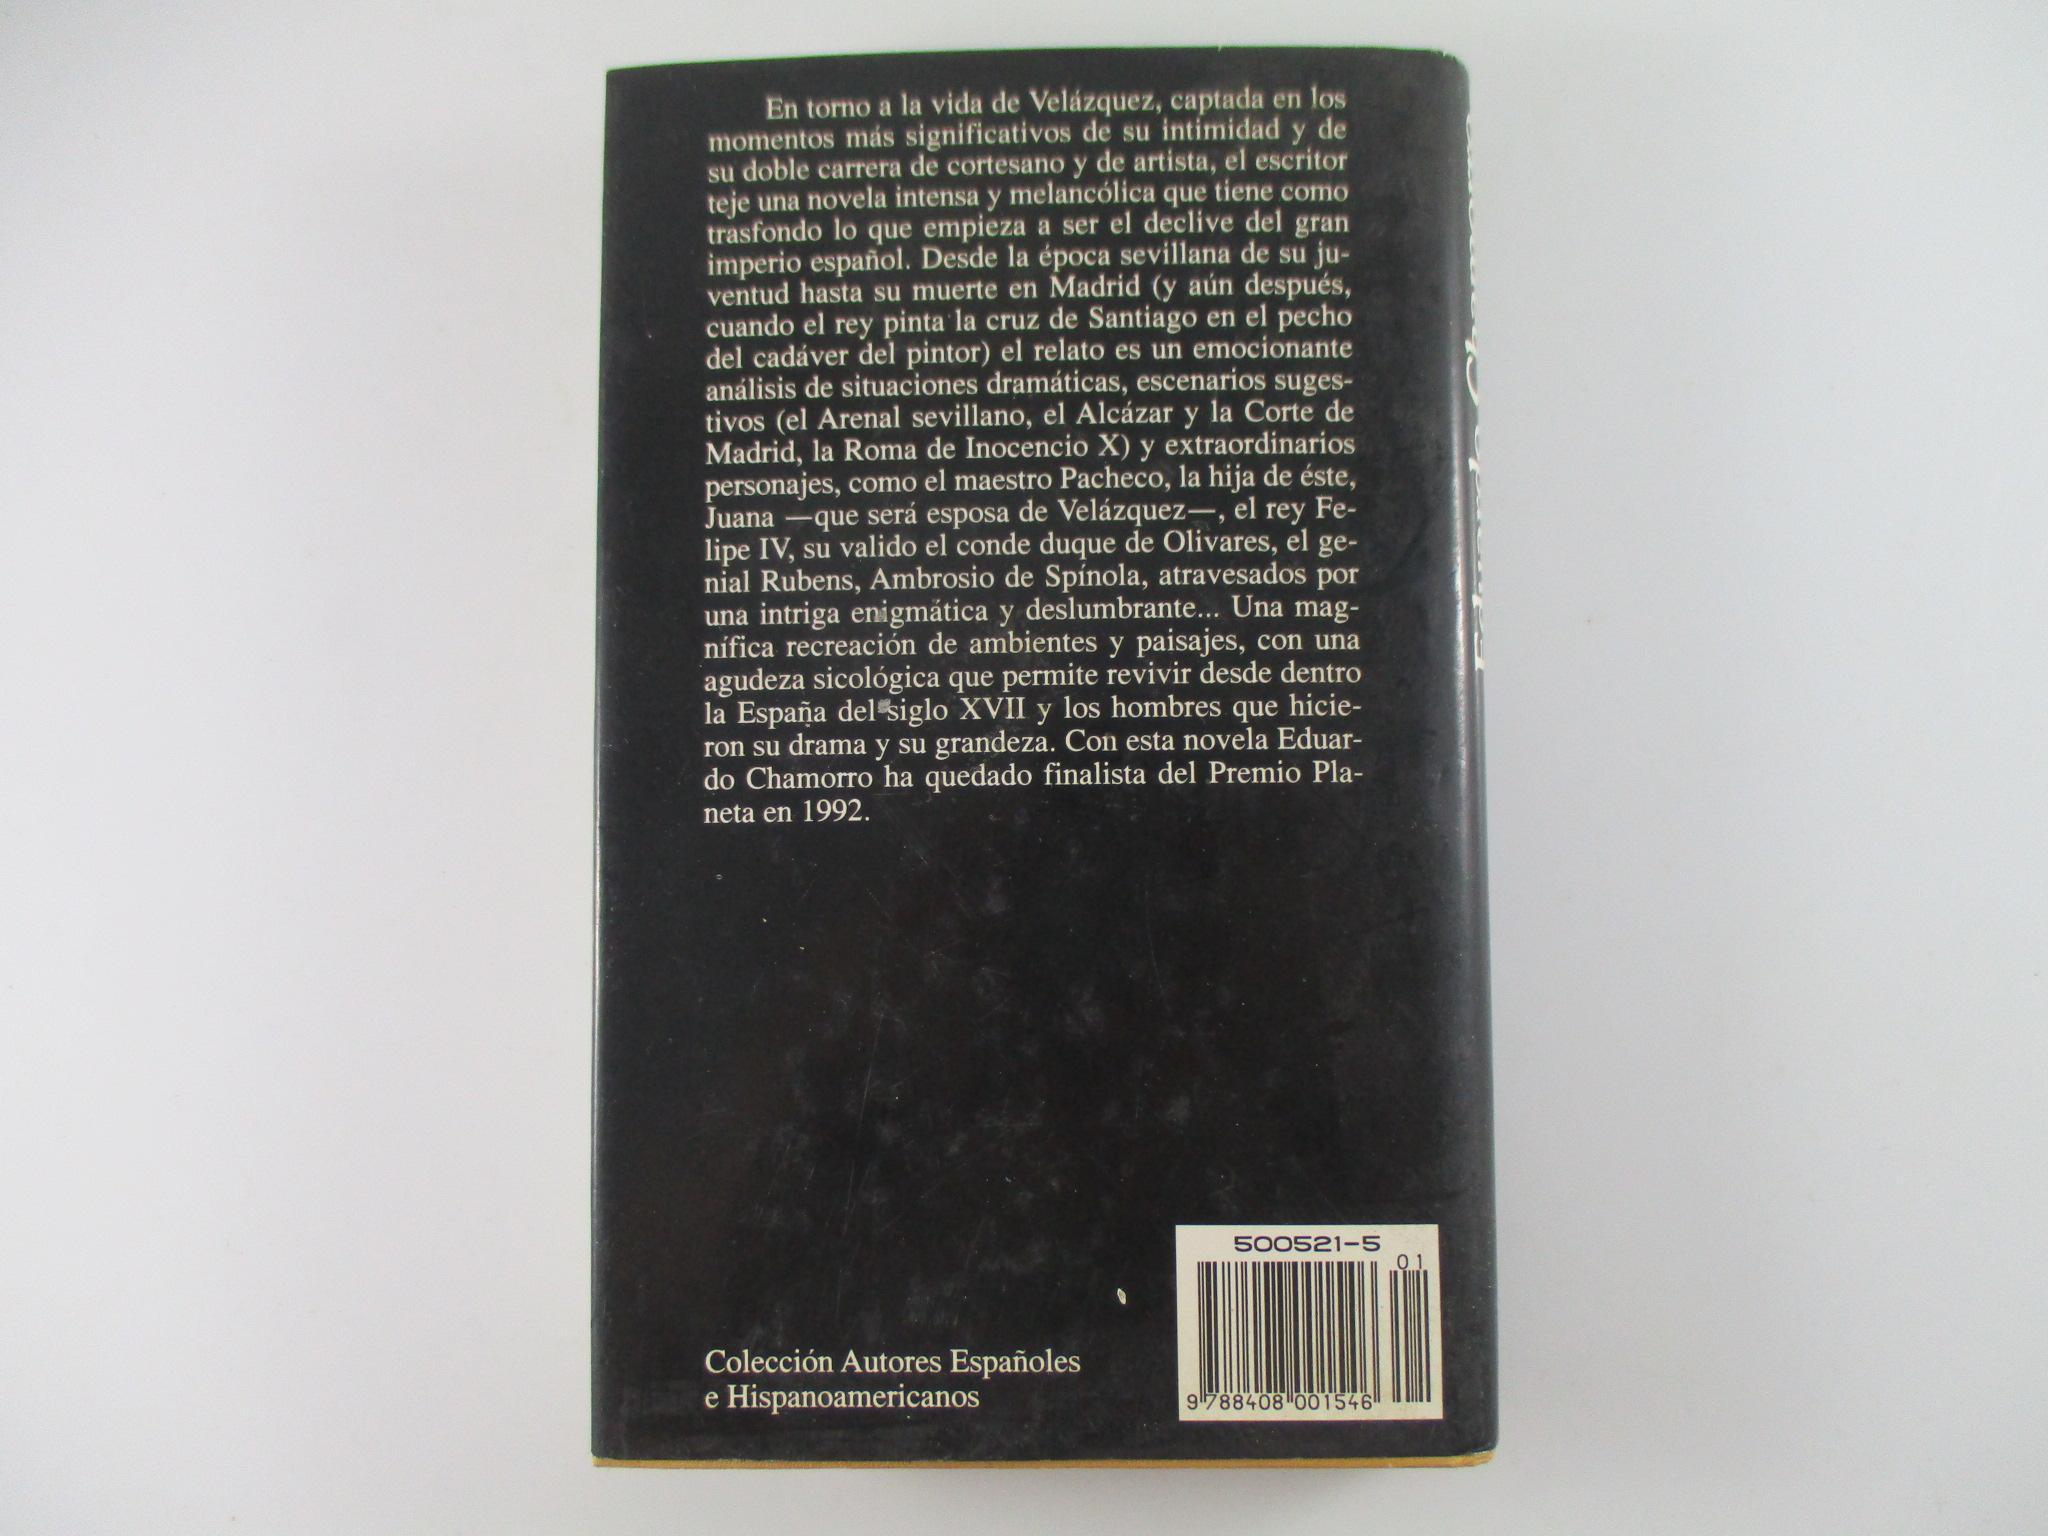 En torno a la vida de Velázquez, captada en los
momentos más significativos de su intimidad y de
su doble carrera de cortesano y de artista, el escritor
teje una novela intensa y melancólica que tiene como
trasfondo lo que empieza a ser el declive del gran
imperio español. Desde la época sevillana de su ju-
ventud hasta su muerte en Madrid (y aún después,
cuando el rey pinta la cruz de Santiago en el pecho
del cadáver del pintor) el relato es un emocionante
análisis de situaciones dramáticas, escenarios suges-
tivos (el Arenal sevillano, el Alcázar y la Corte de
Madrid, la Roma de Inocencio X) y extraordinarios
personajes, como el maestro Pacheco, la hija de éste,
Juana —que será esposa de Velázquez—, el rey Fe-
lipe IV, su valido el conde duque de Olivares, el ge-
nial Rubens, Ambrosio de Spínola, atravesados por
una intriga enigmática y deslumbrante... Una mag-
nífica recreación de ambientes y paisajes, con una
agudeza sicológica que permite revivir desde dentro
la España del siglo XVII y los hombres que hicie-
ron su drama y su grandeza. Con esta novela Eduar-
do Chamorro ha quedado finalista del Premio Pla-
neta en 1992.
Colección Autores Españoles
e Hispanoamericanos
500521-5
01
9 788408 001546
Eduardo Chamorro